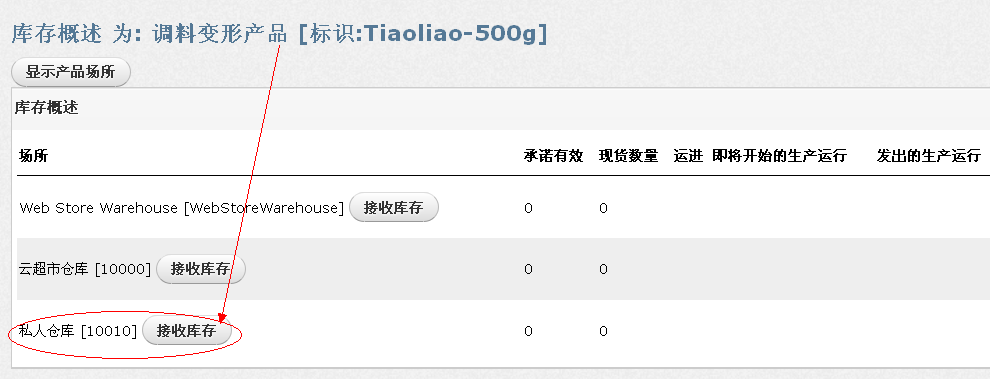 库存概述 为: 调料变形产品 [标识:Tiaoliao-500g]
显示产品场所
库存概述
场所 承诺有效 现货数量 运进 即将开始的生产运行 发出的生产运行
Web Store Warehouse [WebStoreWarehouse] 接收库存 0 0
云超市仓库 [10000] 接收库存 0 0
私人仓库 [10010] 接收库存 0 0